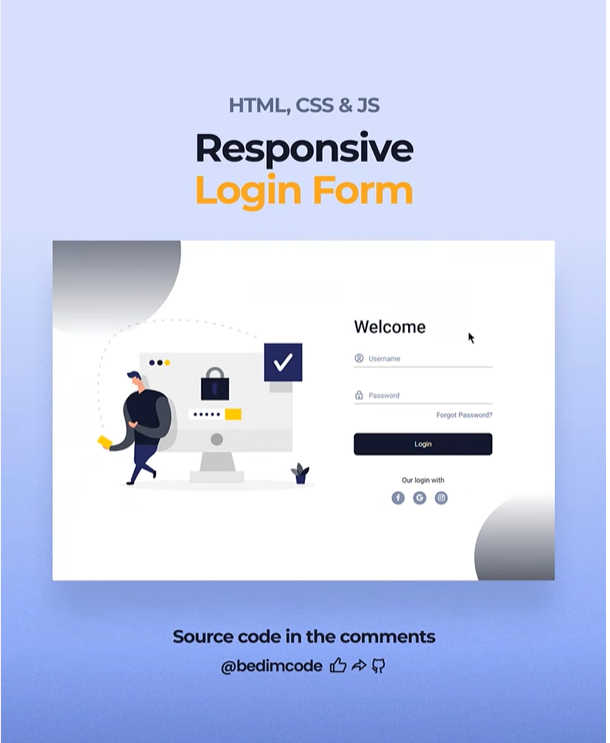 HTML, CSS & JS
Responsive
Login Form
Welcome
Username
Password
Forgot Password?
Login
Our login with
Source code in the comments
@bedimcode